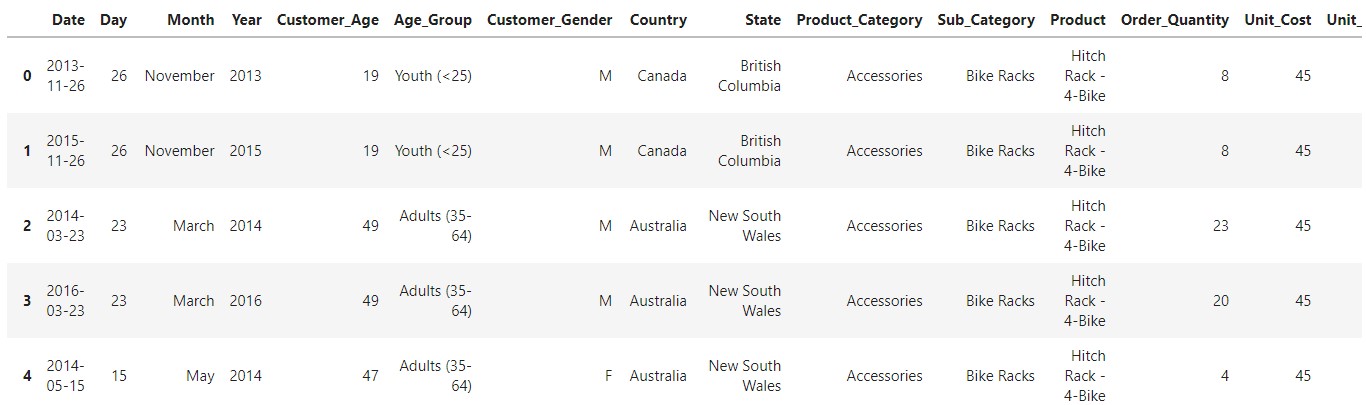 Date Day Month Year Customer_Age Age_Group Customer_Gender Country State Product_Category Sub_Category Product Order_Quantity Unit_Cost Unit_
0 2013-11-26 26 November 2013 19 Youth (<25) M Canada British Columbia Accessories Bike Racks Hitch Rack - 4-Bike 8 45
1 2015-11-26 26 November 2015 19 Youth (<25) M Canada British Columbia Accessories Bike Racks Hitch Rack - 4-Bike 8 45
2 2014-03-23 23 March 2014 49 Adults (35-64) M Australia New South Wales Accessories Bike Racks Hitch Rack - 4-Bike 23 45
3 2016-03-23 23 March 2016 49 Adults (35-64) M Australia New South Wales Accessories Bike Racks Hitch Rack - 4-Bike 20 45
4 2014-05-15 15 May 2014 47 Adults (35-64) F Australia New South Wales Accessories Bike Racks Hitch Rack - 4-Bike 4 45